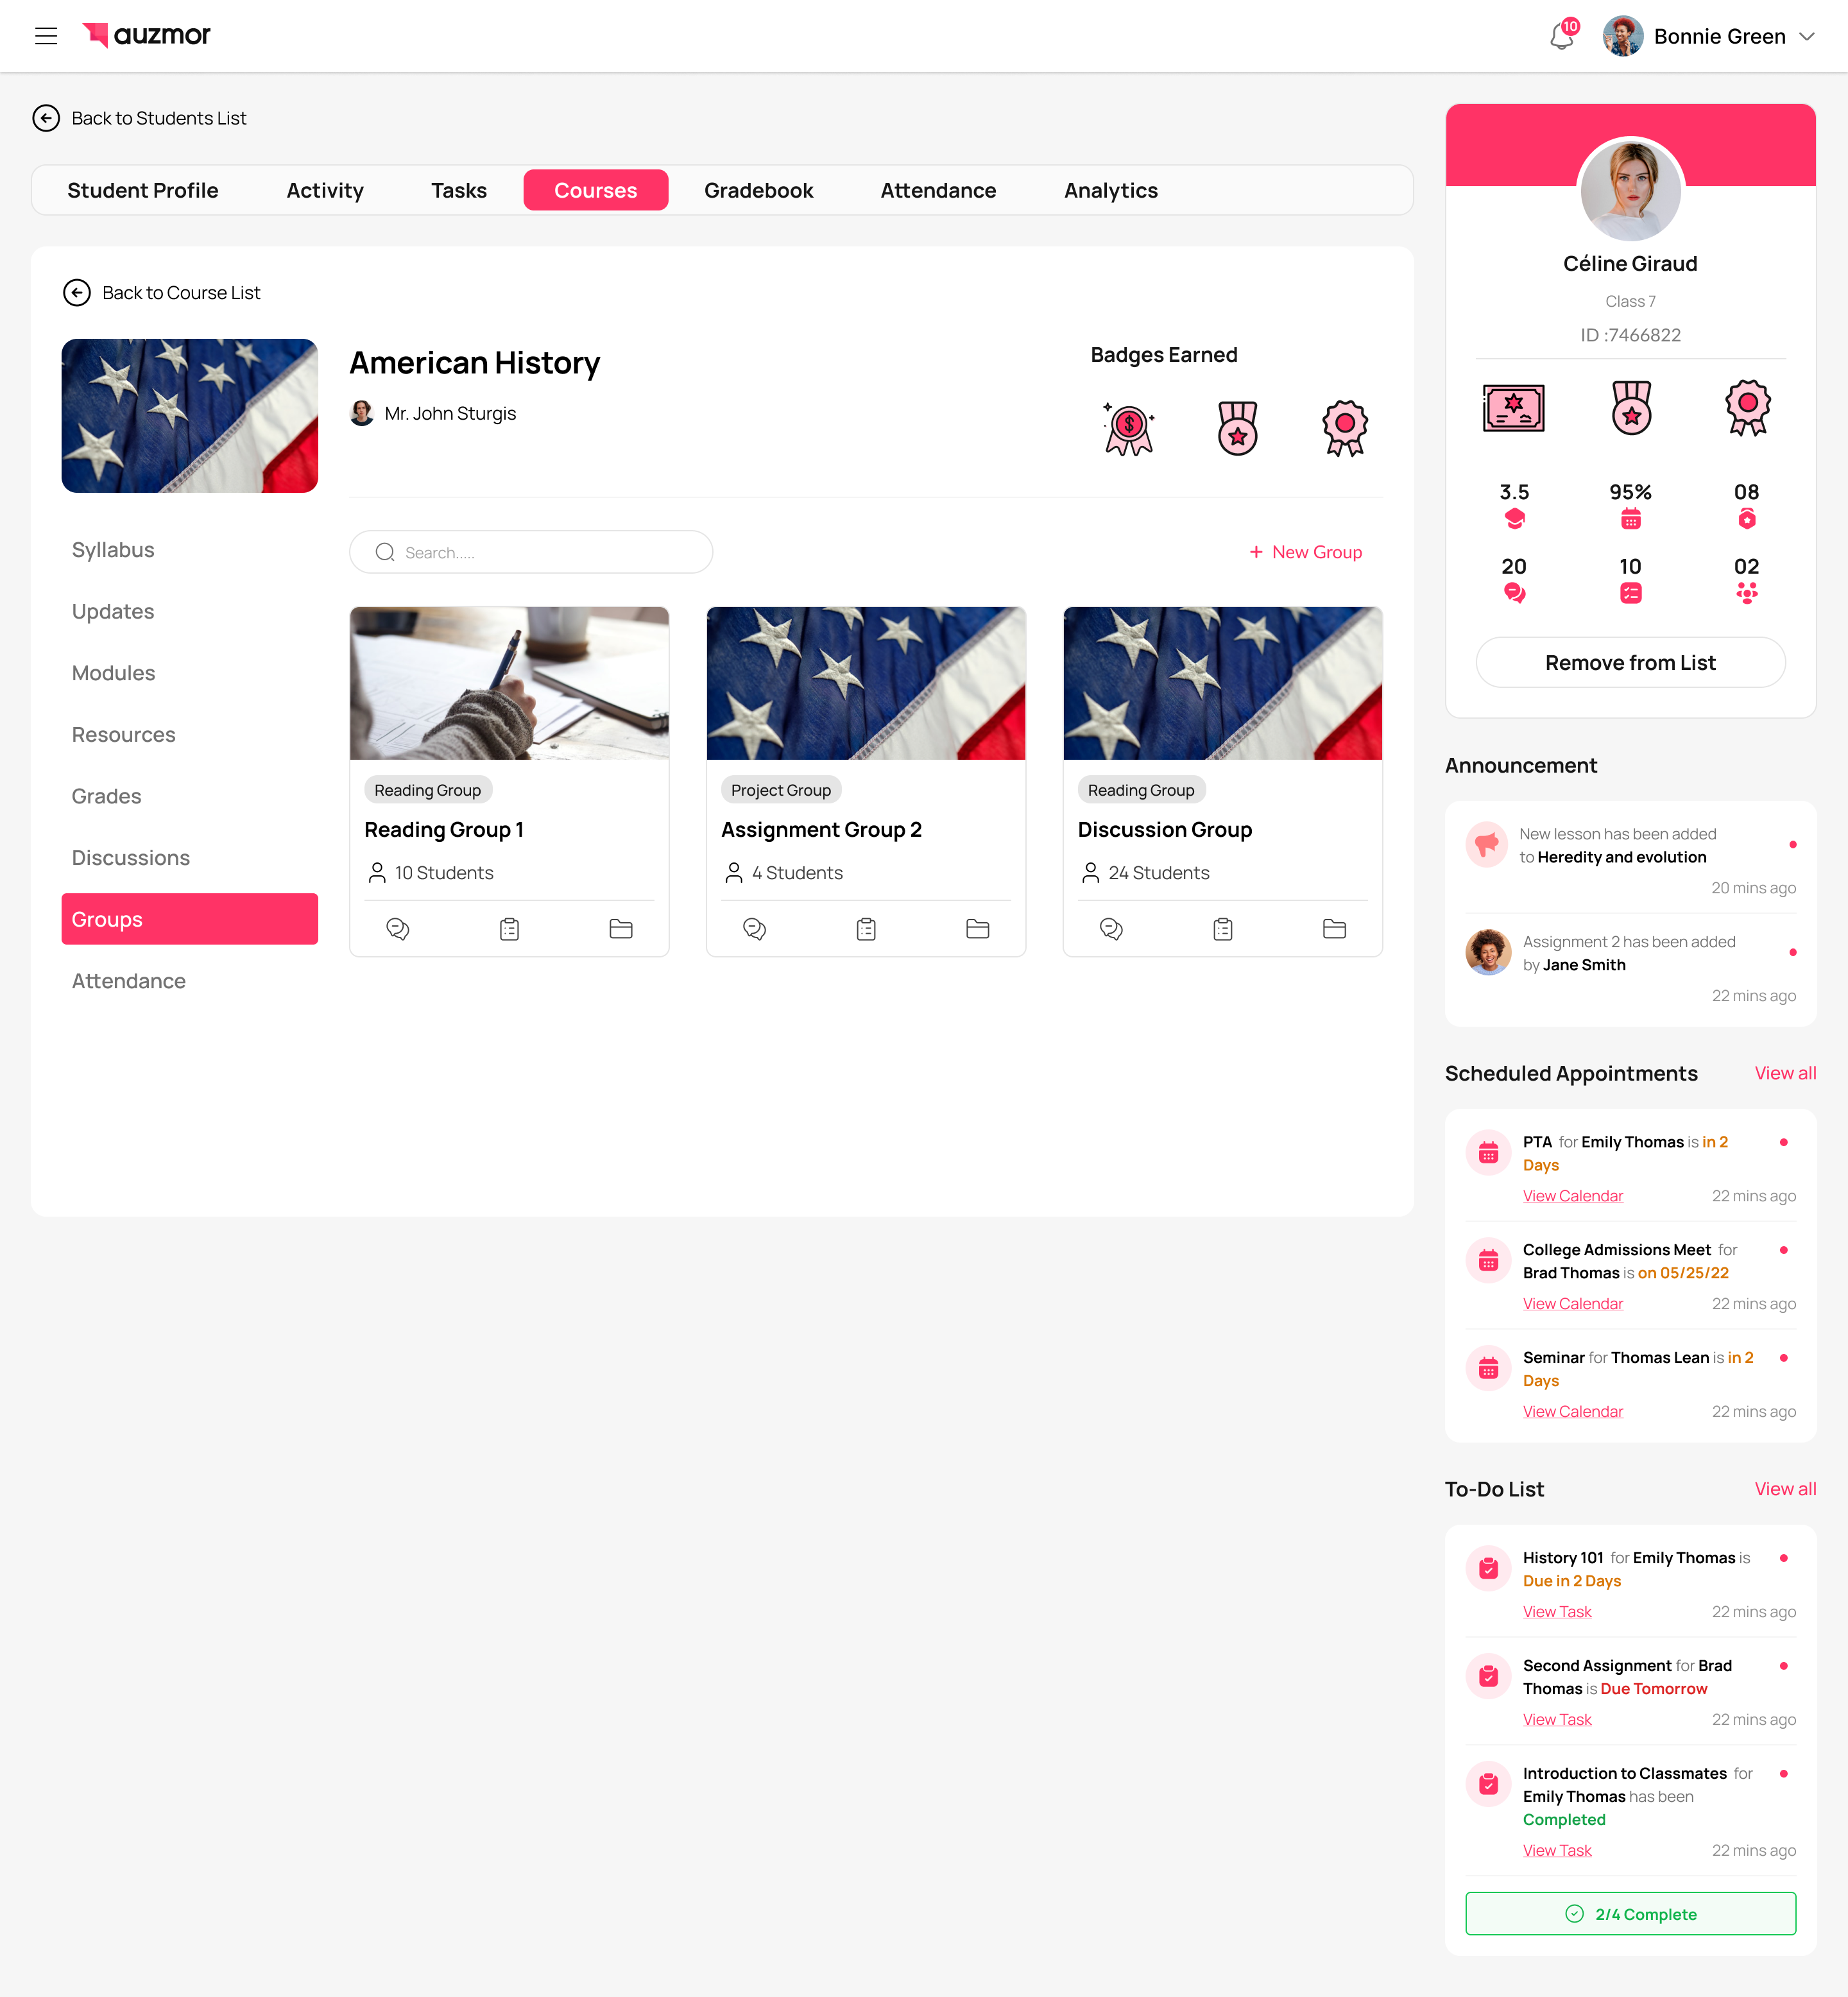 auzmor
10
Bonnie Green
Back to Students List
Student Profile
Activity
Tasks
Courses
Gradebook
Attendance
Analytics
Back to Course List
American History
Mr. John Sturgis
Badges Earned
$
Syllabus
Updates
Modules
Resources
Grades
Discussions
Groups
Attendance
Search.....
+ New Group
Reading Group
Reading Group 1
10 Students
Project Group
Assignment Group 2
4 Students
Reading Group
Discussion Group
24 Students
Céline Giraud
Class 7
ID :7466822
3.5
95%
08
20
10
02
Remove from List
Announcement
New lesson has been added
to Heredity and evolution
20 mins ago
Assignment 2 has been added
by Jane Smith
22 mins ago
Scheduled Appointments
View all
PTA for Emily Thomas is in 2
Days
View Calendar
22 mins ago
College Admissions Meet for
Brad Thomas is on 05/25/22
View Calendar
22 mins ago
Seminar for Thomas Lean is in 2
Days
View Calendar
22 mins ago
To-Do List
View all
History 101 for Emily Thomas is
Due in 2 Days
View Task
22 mins ago
Second Assignment for Brad
Thomas is Due Tomorrow
View Task
22 mins ago
Introduction to Classmates for
Emily Thomas has been
Completed
View Task
22 mins ago
2/4 Complete